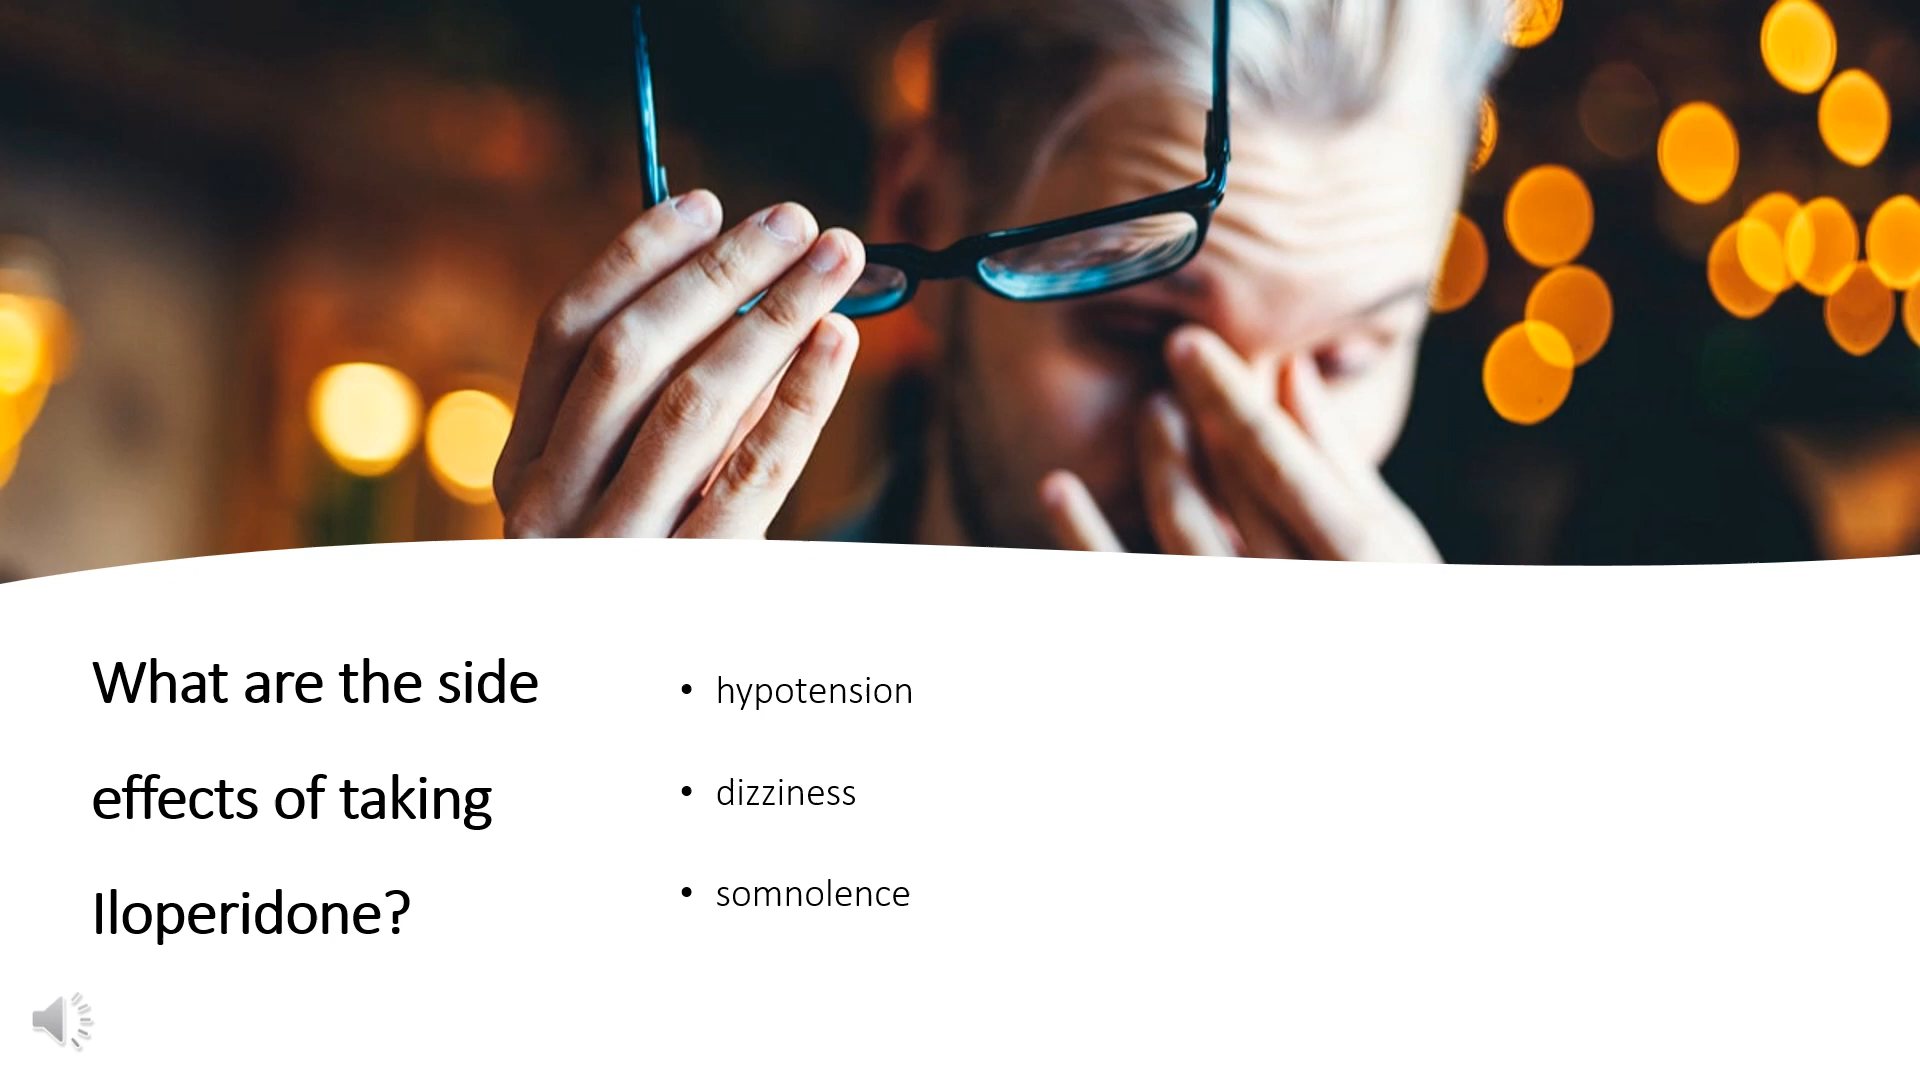 What are the side
effects of taking
Iloperidone?
• hypotension
• dizziness
• somnolence